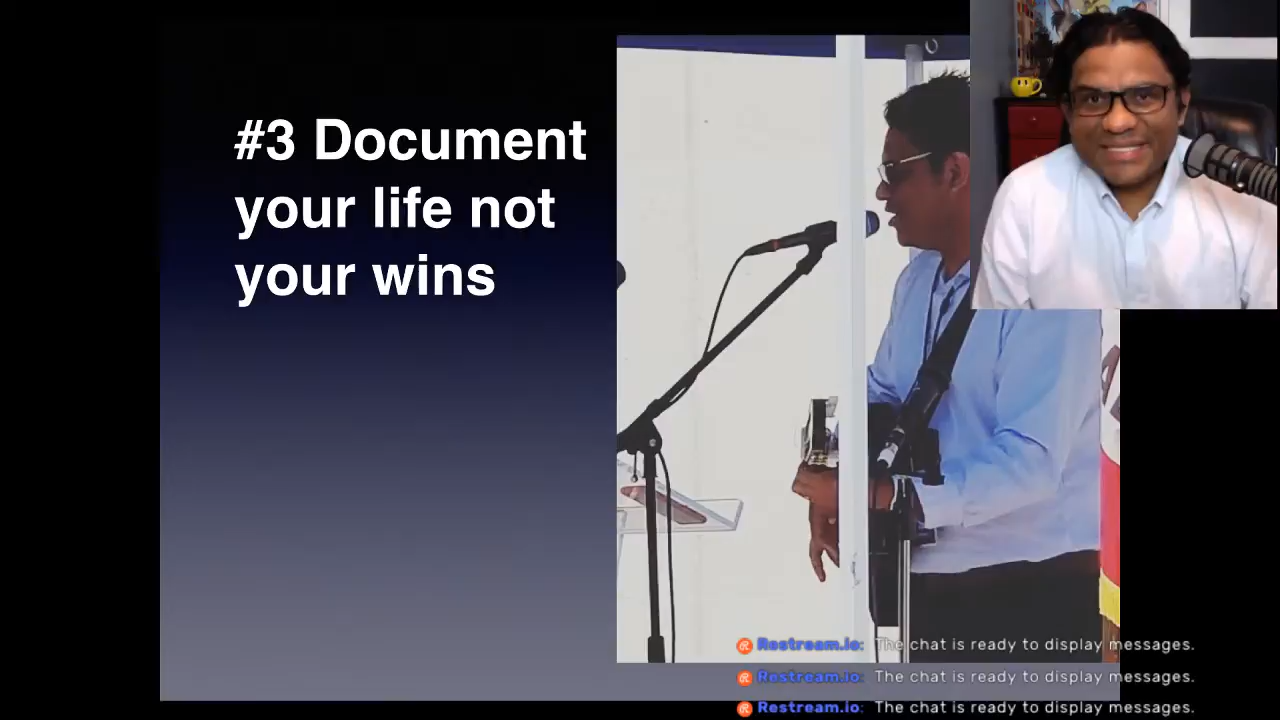 #3 Document
your life not
your wins
Restream.io: The chat is ready to display messages.
Restream.io: The chat is ready to display messages.
Restream.io: The chat is ready to display messages.